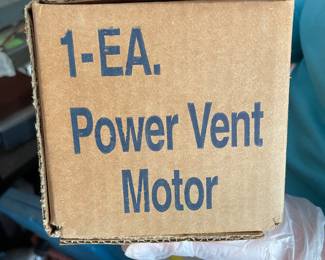 1-EA.
Power Vent
Motor